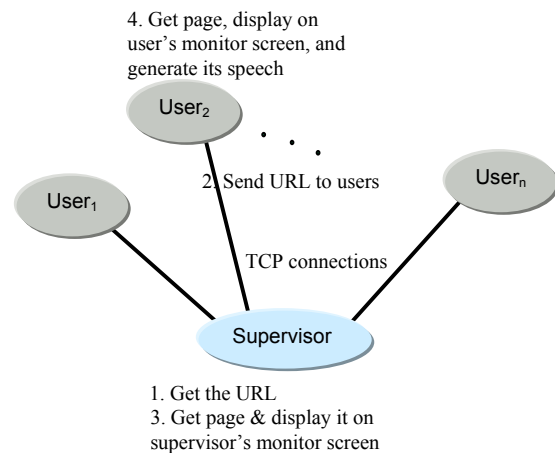 4. Get page, display on
user's monitor screen, and
generate its speech
User2
2. Send URL to users
User1
Usern
TCP connections
Supervisor
1. Get the URL
3. Get page & display it on
supervisor's monitor screen